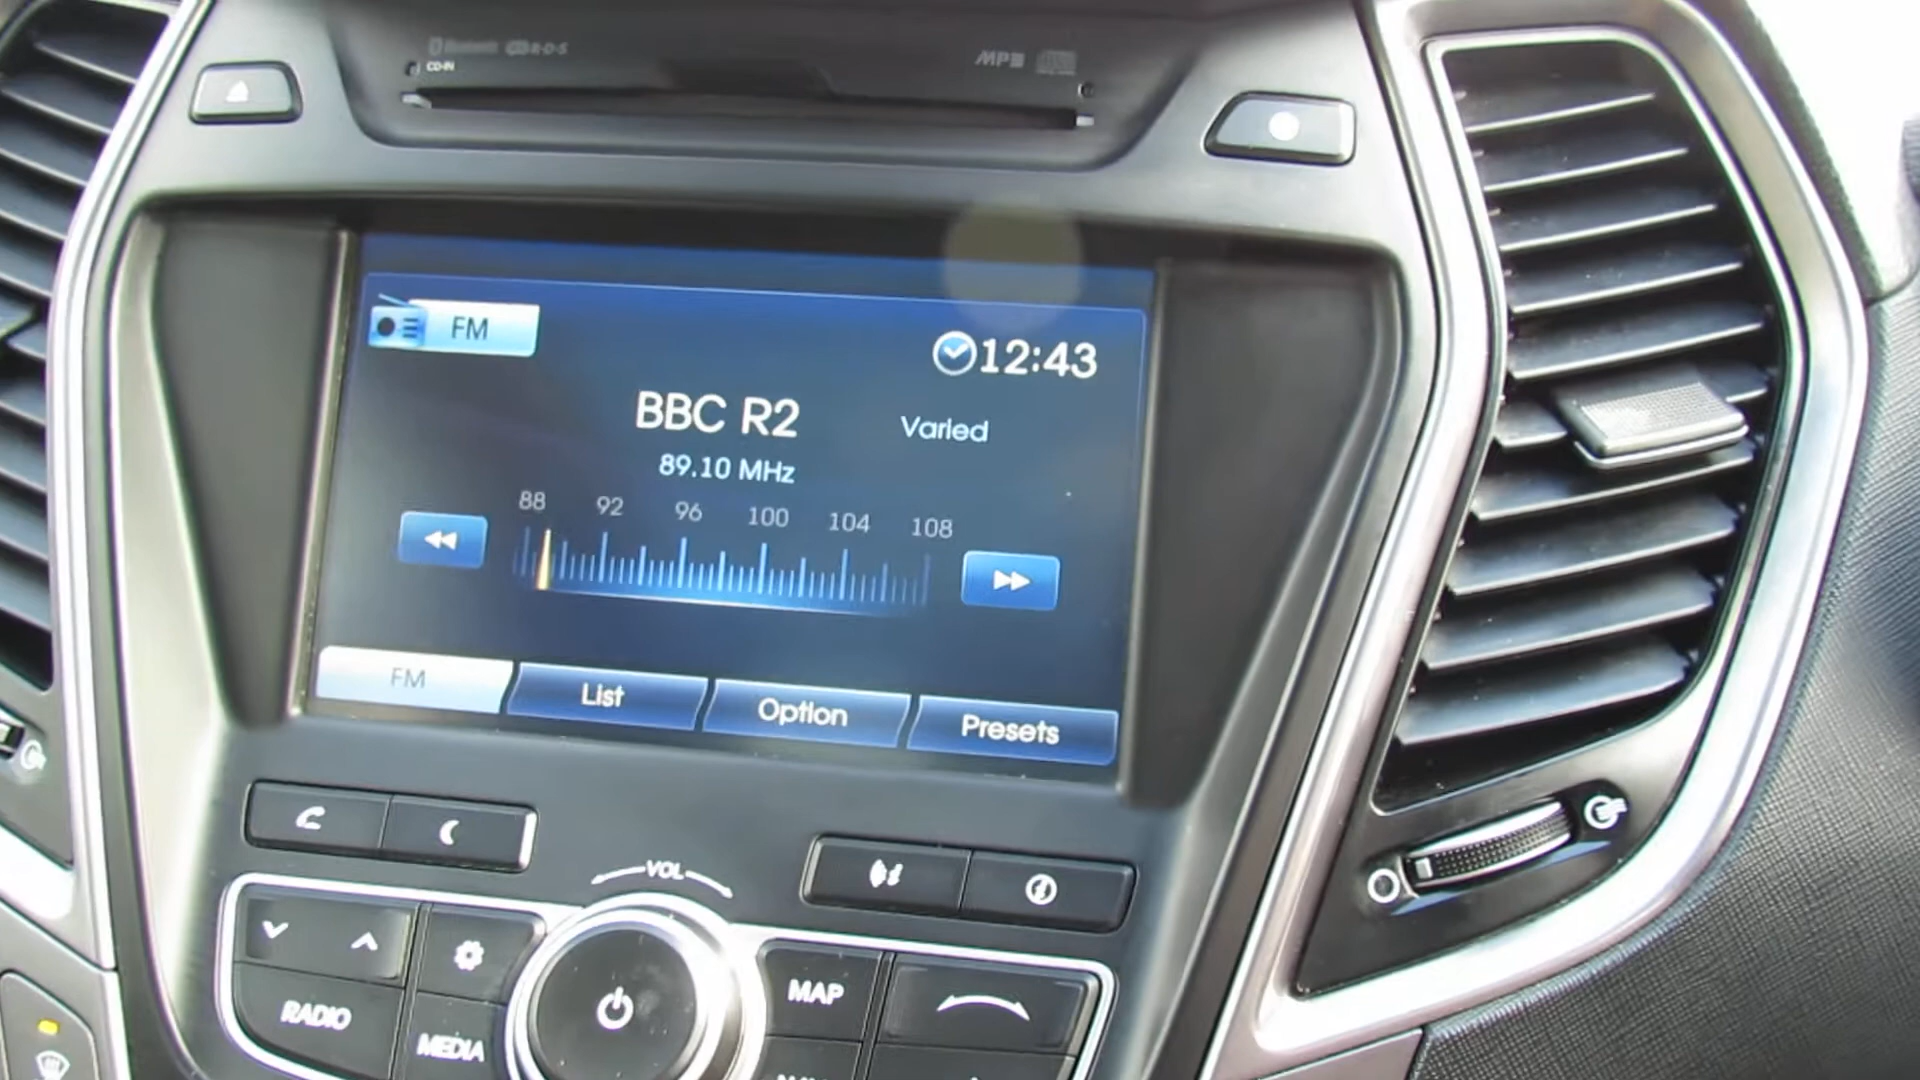 Bluetooth R·D·S
CD-IN
MP3
FM
12:43
BBC R2
Varied
89.10 MHz
88 92 96 100 104 108
FM
List
Option
Presets
VOL
RADIO
MEDIA
MAP